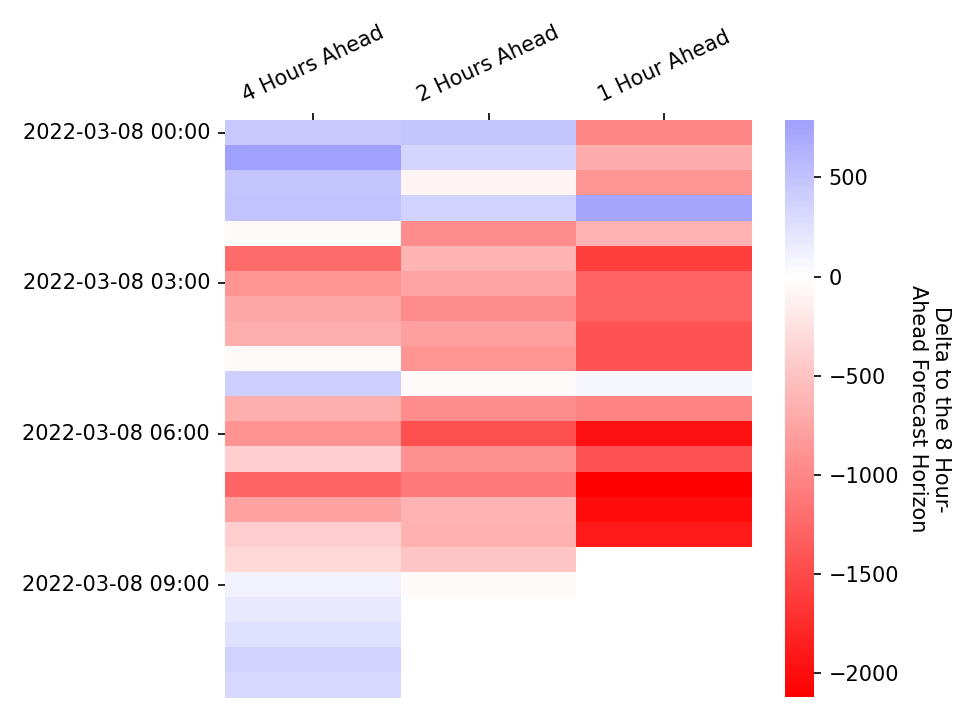 4 Hours Ahead
2 Hours Ahead
1 Hour Ahead
2022-03-08 00:00
2022-03-08 03:00
2022-03-08 06:00
2022-03-08 09:00
500
0
−500
−1000
−1500
−2000
Delta to the 8 Hour-
Ahead Forecast Horizon